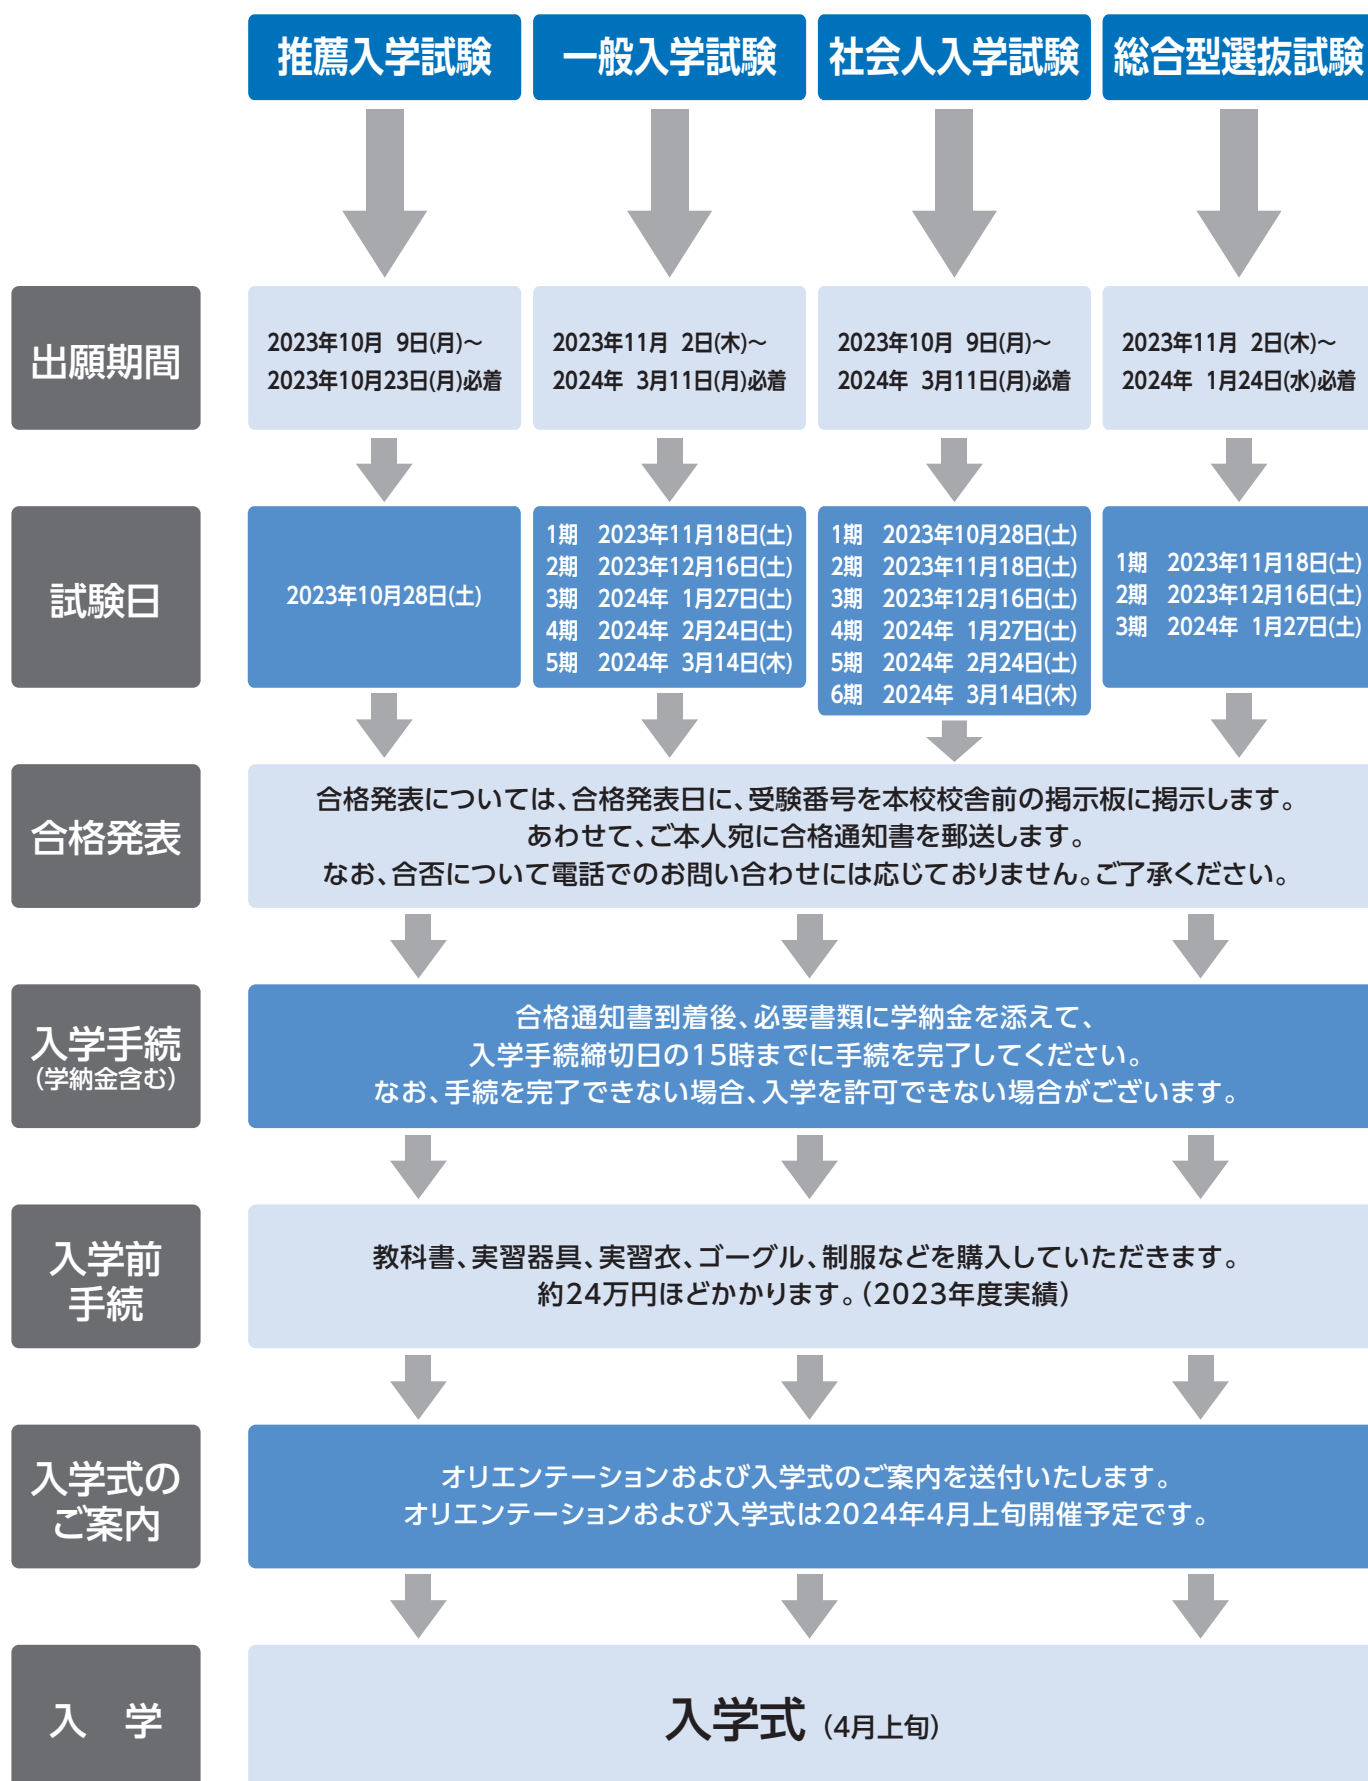 推薦入学試験
一般入学試験
社会人入学試験
総合型選抜試験
出願期間
2023年10月 9日(月)～
2023年10月23日(月)必着
2023年11月 2日(木)～
2024年 3月11日(月)必着
2023年10月 9日(月)～
2024年 3月11日(月)必着
2023年11月 2日(木)～
2024年 1月24日(水)必着
試験日
2023年10月28日(土)
1期 2023年11月18日(土)
2期 2023年12月16日(土)
3期 2024年 1月27日(土)
4期 2024年 2月24日(土)
5期 2024年 3月14日(木)
1期 2023年10月28日(土)
2期 2023年11月18日(土)
3期 2023年12月16日(土)
4期 2024年 1月27日(土)
5期 2024年 2月24日(土)
6期 2024年 3月14日(木)
1期 2023年11月18日(土)
2期 2023年12月16日(土)
3期 2024年 1月27日(土)
合格発表
合格発表については、合格発表日に、受験番号を本校校舎前の掲示板に掲示します。
あわせて、ご本人宛に合格通知書を郵送します。
なお、合否について電話でのお問い合わせには応じておりません。ご了承ください。
入学手続
（学納金含む）
合格通知書到着後、必要書類に学納金を添えて、
入学手続締切日の15時までに手続を完了してください。
なお、手続を完了できない場合、入学を許可できない場合がございます。
入学前
手続
教科書、実習器具、実習衣、ゴーグル、制服などを購入していただきます。
約24万円ほどかかります。（2023年度実績）
入学式の
ご案内
オリエンテーションおよび入学式のご案内を送付いたします。
オリエンテーションおよび入学式は2024年4月上旬開催予定です。
入 学
入学式（4月上旬）